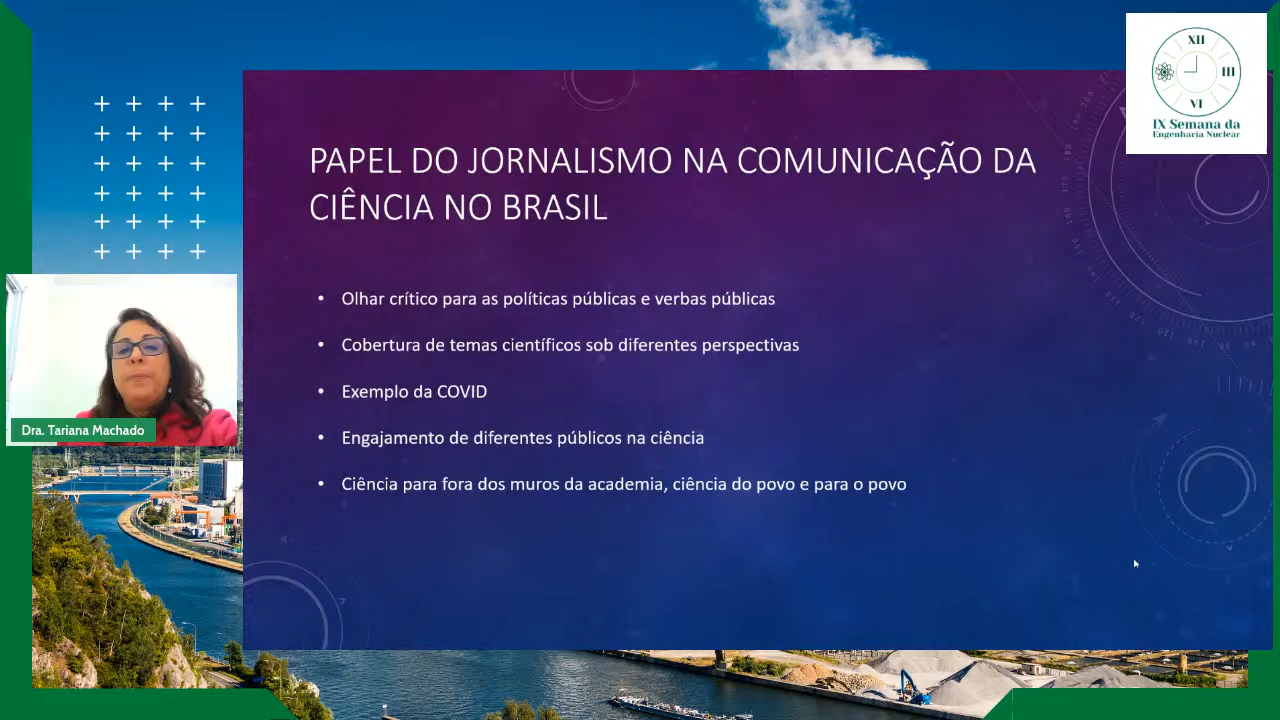 XII
III
VI
IX Semana da
Engenharia Nuclear
PAPEL DO JORNALISMO NA COMUNICAÇÃO DA
CIÊNCIA NO BRASIL
• Olhar crítico para as políticas públicas e verbas públicas
• Cobertura de temas científicos sob diferentes perspectivas
• Exemplo da COVID
• Engajamento de diferentes públicos na ciência
• Ciência para fora dos muros da academia, ciência do povo e para o povo
Dra. Tariana Machado